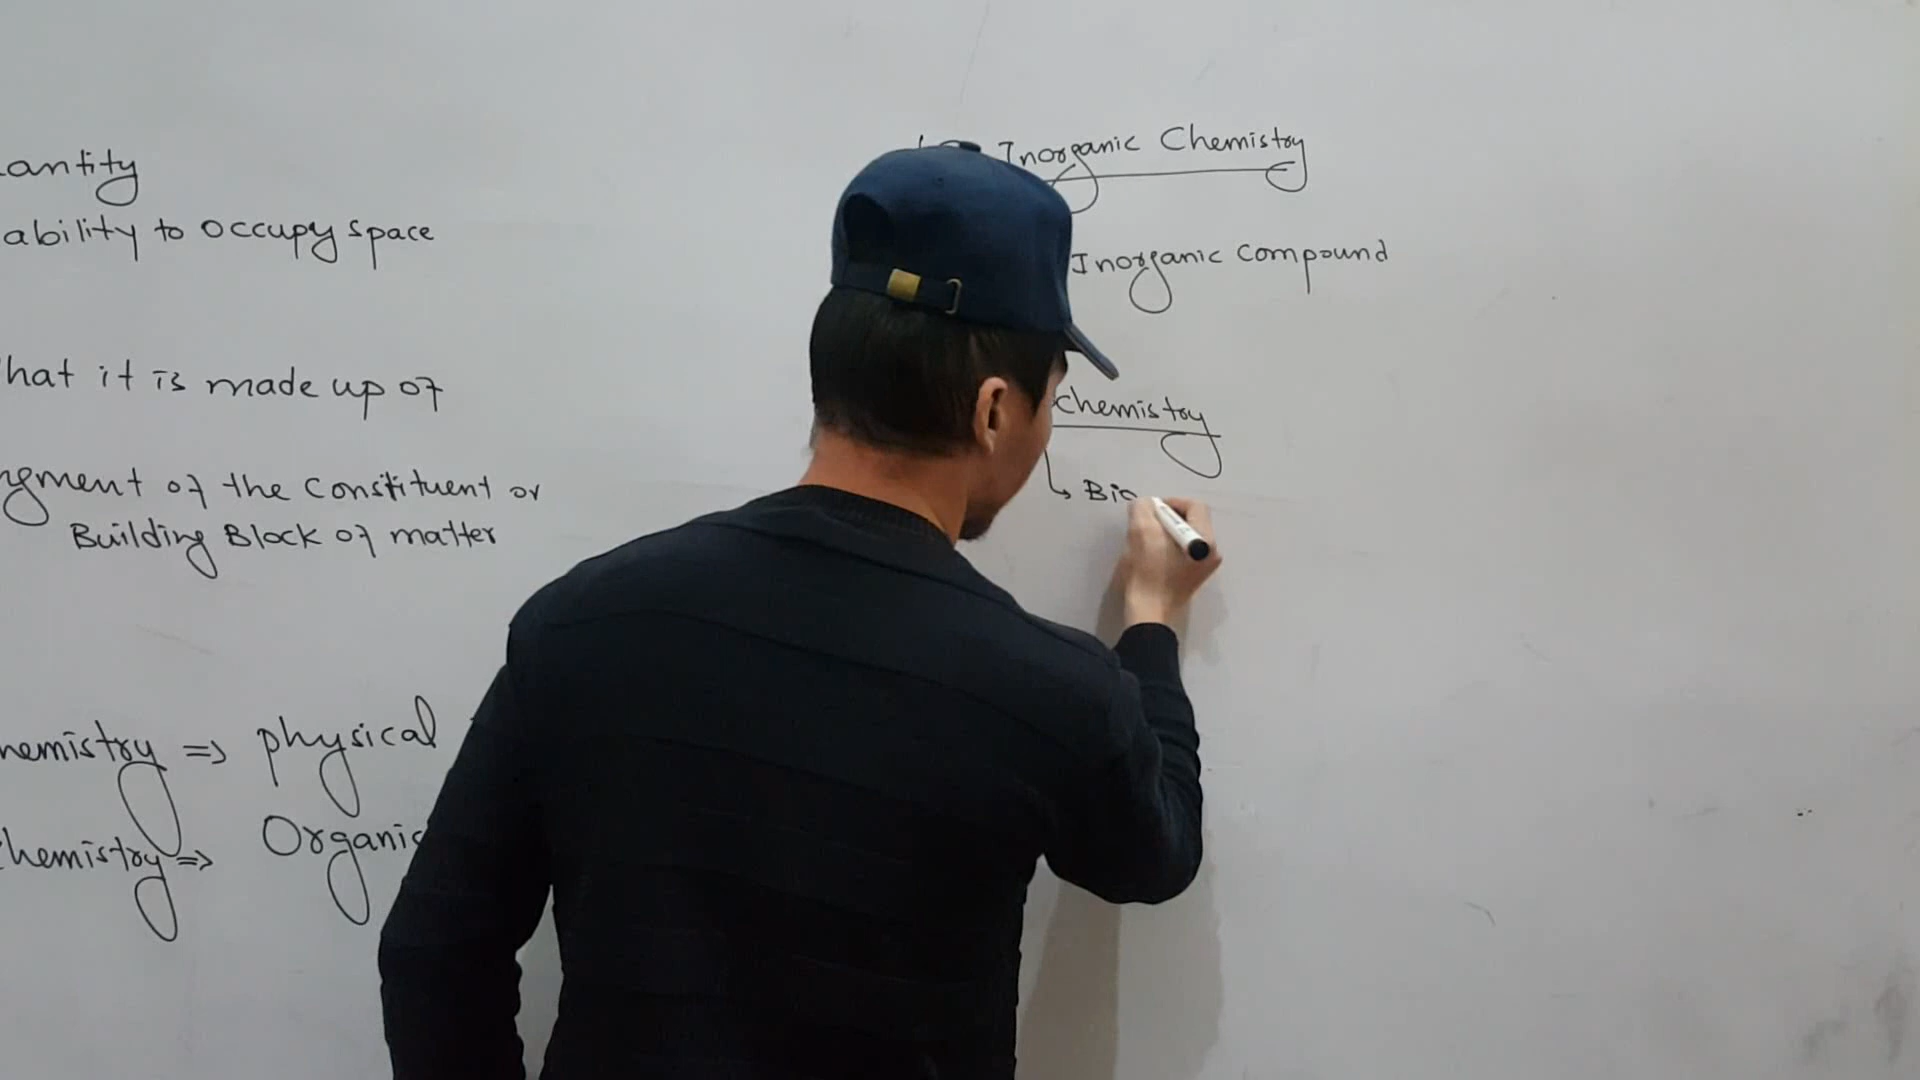 antity
ability to occupy space
hat it is made up of
ngment of the constituent or
Building Block of matter
hemistry => physical
hemistry => Organic
Inorganic Chemistry
Inorganic compound
chemistry
Bio